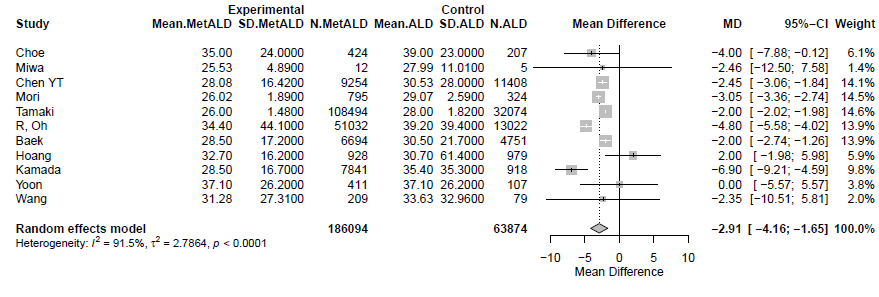 Experimental Control
Study Mean.MetALD SD.MetALD N.MetALD Mean.ALD SD.ALD N.ALD Mean Difference MD 95%−CI Weight
Choe 35.00 24.0000 424 39.00 23.0000 207 −4.00 [ −7.88; −0.12] 6.1%
Miwa 25.53 4.8900 12 27.99 11.0100 5 −2.46 [−12.50; 7.58] 1.4%
Chen YT 28.08 16.4200 9254 30.53 28.0000 11408 −2.45 [ −3.06; −1.84] 14.1%
Mori 26.02 1.8900 795 29.07 2.5900 324 −3.05 [ −3.36; −2.74] 14.5%
Tamaki 26.00 1.4800 108494 28.00 1.8200 32074 −2.00 [ −2.02; −1.98] 14.6%
R, Oh 34.40 44.1000 51032 39.20 39.4000 13022 −4.80 [ −5.58; −4.02] 13.9%
Baek 28.50 17.2000 6694 30.50 21.7000 4751 −2.00 [ −2.74; −1.26] 13.9%
Hoang 32.70 16.2000 928 30.70 61.4000 979 2.00 [ −1.98; 5.98] 5.9%
Kamada 28.50 16.7000 7841 35.40 35.3000 918 −6.90 [ −9.21; −4.59] 9.8%
Yoon 37.10 26.2000 411 37.10 26.2000 107 0.00 [ −5.57; 5.57] 3.8%
Wang 31.28 27.3100 209 33.63 32.9600 79 −2.35 [−10.51; 5.81] 2.0%
Random effects model 186094 63874 −2.91 [ −4.16; −1.65] 100.0%
Heterogeneity: I² = 91.5%, τ² = 2.7864, p < 0.0001
−10 −5 0 5 10
Mean Difference